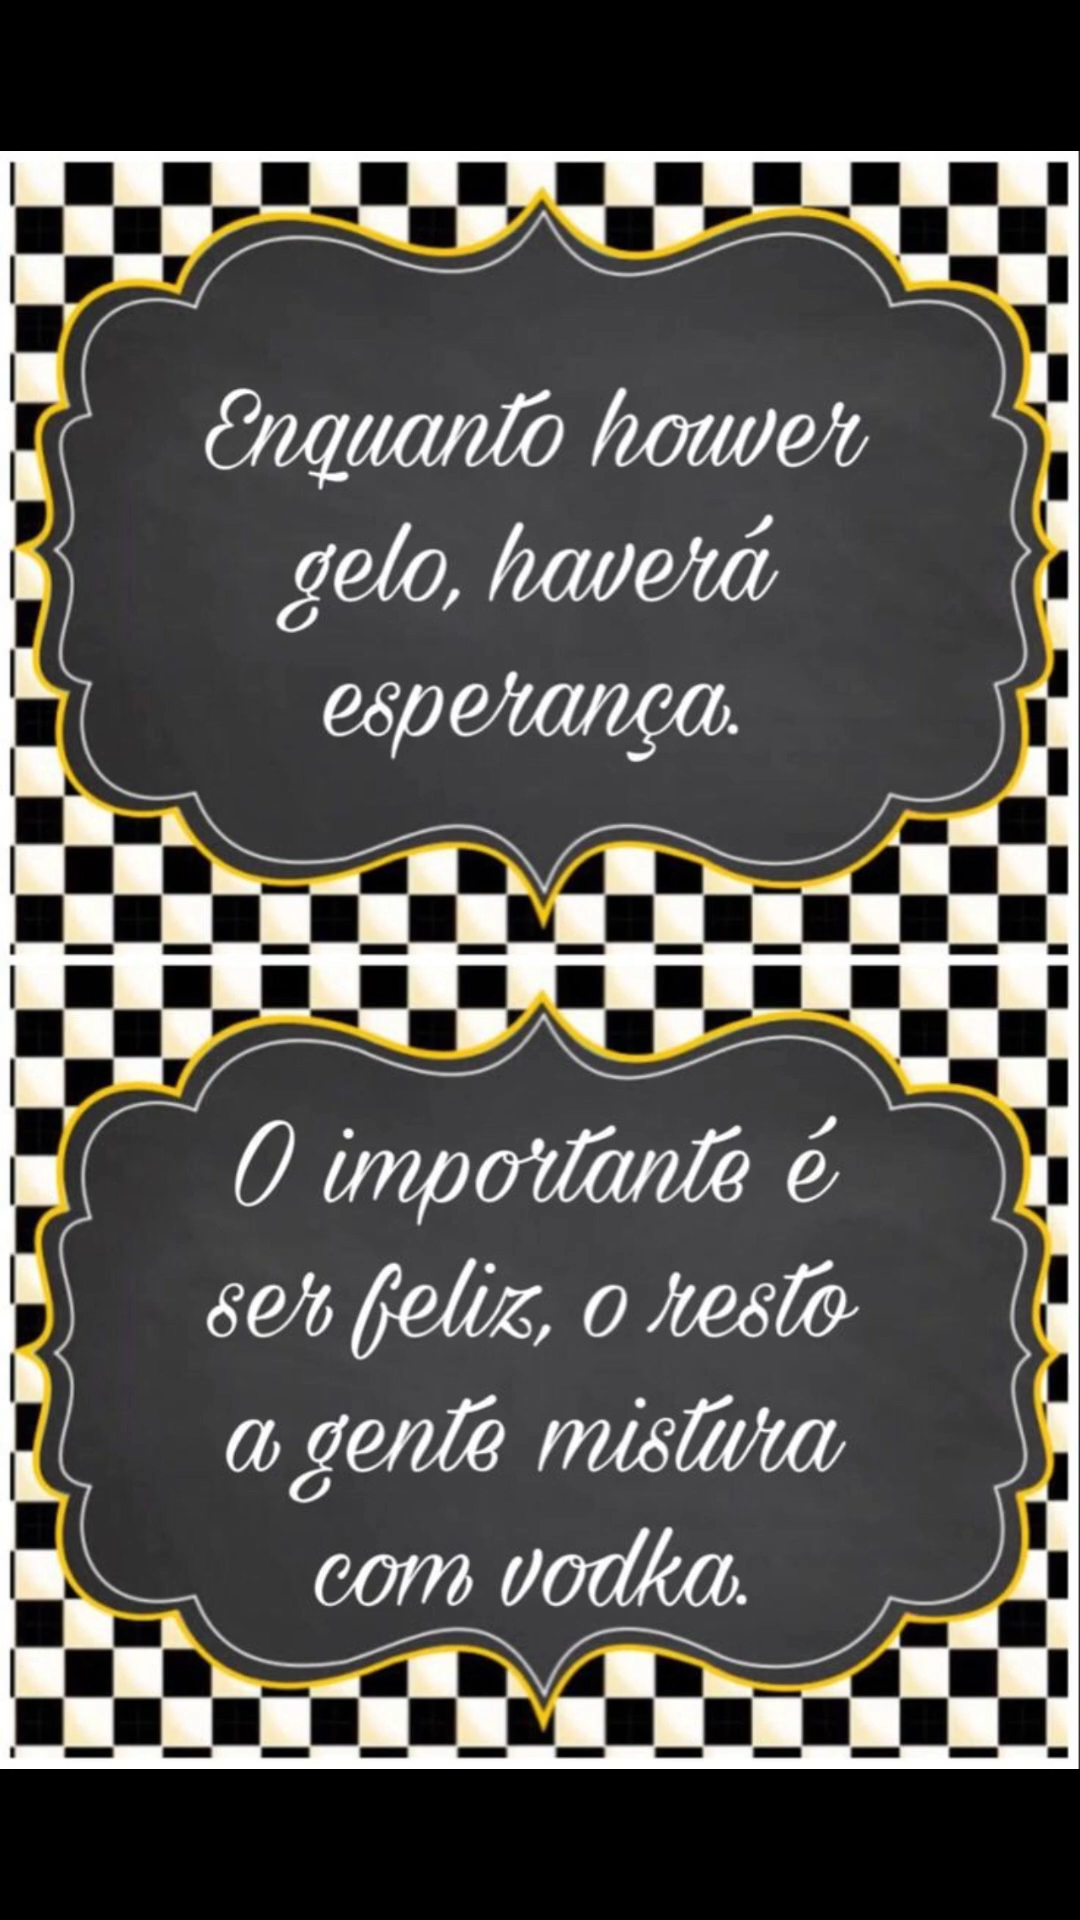 Enquanto houver
gelo, haverá
esperança.
O importante é
ser feliz, o resto
a gente mistura
com vodka.